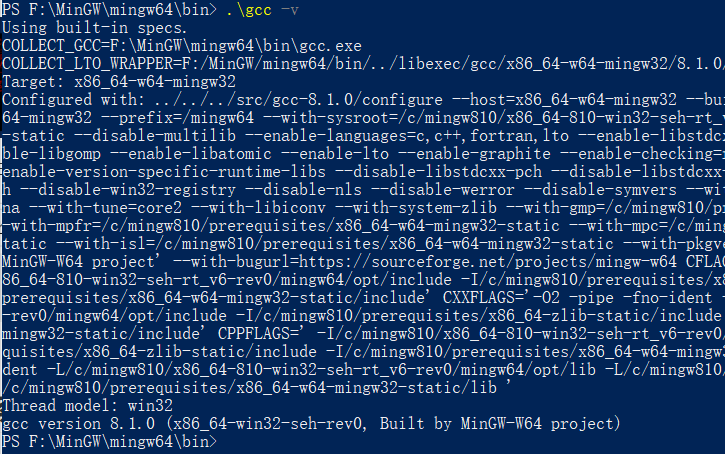 PS F:\MinGW\mingw64\bin> .\gcc -v
Using built-in specs.
COLLECT_GCC=F:\MinGW\mingw64\bin\gcc.exe
COLLECT_LTO_WRAPPER=F:/MinGW/mingw64/bin/../libexec/gcc/x86_64-w64-mingw32/8.1.0/
Target: x86_64-w64-mingw32
Configured with: ../../../src/gcc-8.1.0/configure --host=x86_64-w64-mingw32 --bui
64-mingw32 --prefix=/mingw64 --with-sysroot=/c/mingw810/x86_64-810-win32-seh-rt_v
-static --disable-multilib --enable-languages=c,c++,fortran,lto --enable-libstdc
ble-libgomp --enable-libatomic --enable-lto --enable-graphite --enable-checking=r
enable-version-specific-runtime-libs --disable-libstdcxx-pch --disable-libstdcxx-
h --disable-win32-registry --disable-nls --disable-werror --disable-symvers --wit
na --with-tune=core2 --with-libiconv --with-system-zlib --with-gmp=/c/mingw810/pr
-with-mpfr=/c/mingw810/prerequisites/x86_64-w64-mingw32-static --with-mpc=/c/ming
tatic --with-isl=/c/mingw810/prerequisites/x86_64-w64-mingw32-static --with-pkgve
MinGW-W64 project' --with-bugurl=https://sourceforge.net/projects/mingw-w64 CFLAG
86_64-810-win32-seh-rt_v6-rev0/mingw64/opt/include -I/c/mingw810/prerequisites/x8
prerequisites/x86_64-w64-mingw32-static/include' CXXFLAGS='-O2 -pipe -fno-ident -
-rev0/mingw64/opt/include -I/c/mingw810/prerequisites/x86_64-zlib-static/include
mingw32-static/include' CPPFLAGS=' -I/c/mingw810/x86_64-810-win32-seh-rt_v6-rev0/
quisites/x86_64-zlib-static/include -I/c/mingw810/prerequisites/x86_64-w64-mingw3
dent -L/c/mingw810/x86_64-810-win32-seh-rt_v6-rev0/mingw64/opt/lib -L/c/mingw810/
/c/mingw810/prerequisites/x86_64-w64-mingw32-static/lib '
Thread model: win32
gcc version 8.1.0 (x86_64-win32-seh-rev0, Built by MinGW-W64 project)
PS F:\MinGW\mingw64\bin>